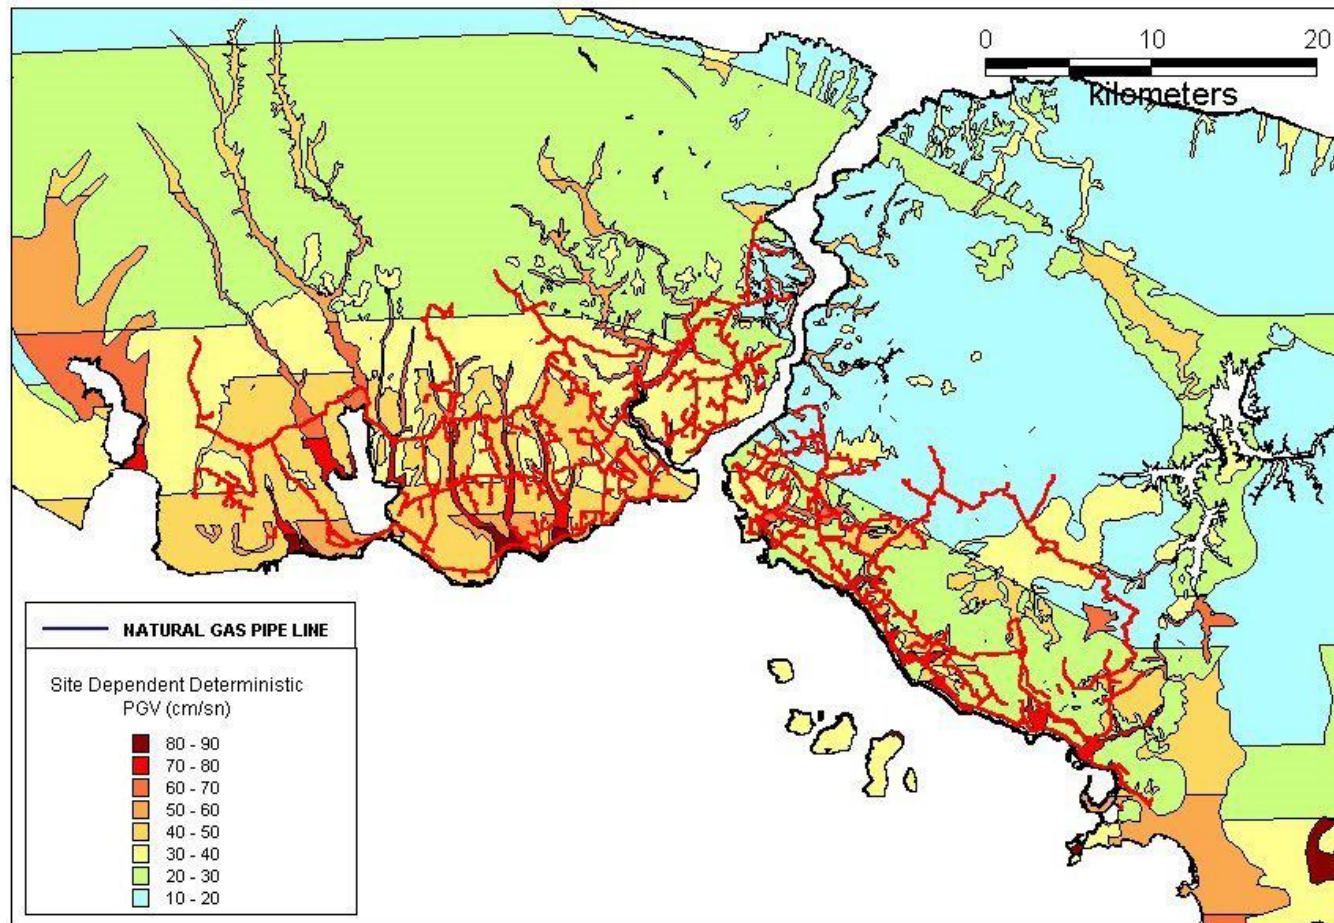 0 10 20
kilometers
NATURAL GAS PIPE LINE
Site Dependent Deterministic
PGV (cm/sn)
80 - 90
70 - 80
60 - 70
50 - 60
40 - 50
30 - 40
20 - 30
10 - 20